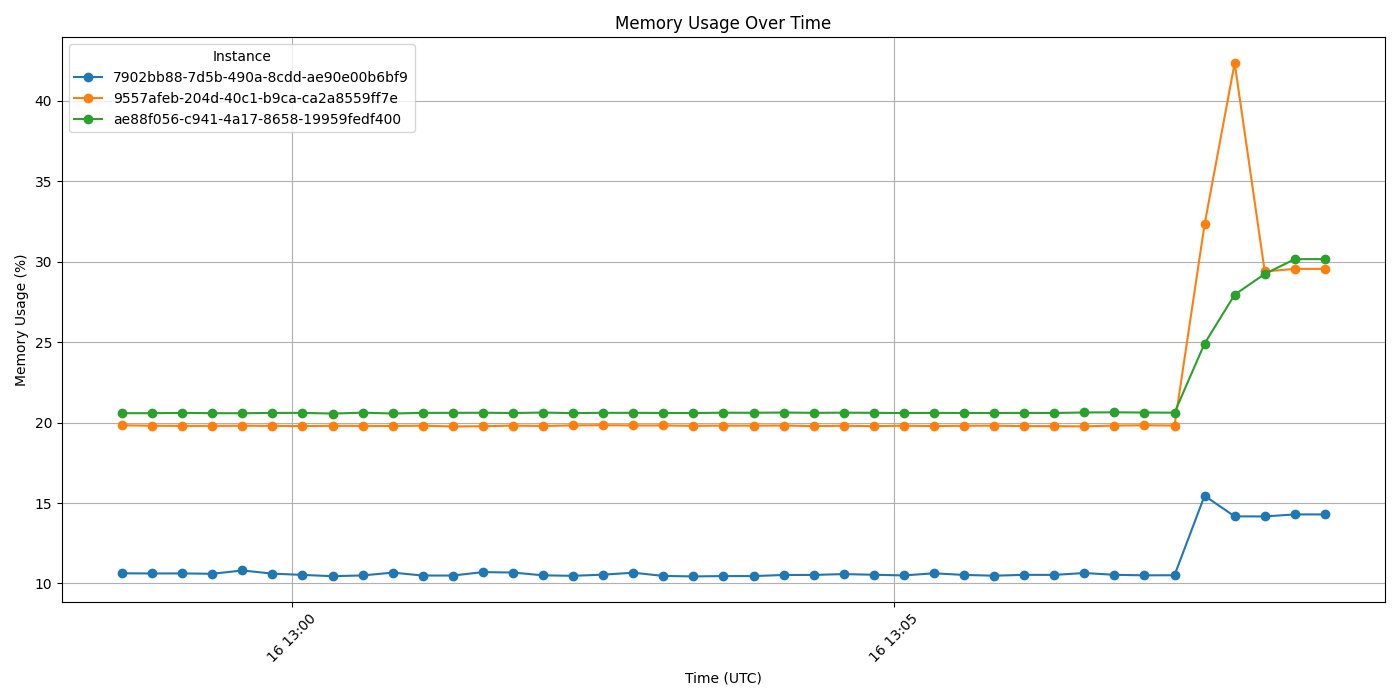 Memory Usage Over Time
Instance
7902bb88-7d5b-490a-8cdd-ae90e00b6bf9
9557afeb-204d-40c1-b9ca-ca2a8559ff7e
ae88f056-c941-4a17-8658-19959fedf400
Memory Usage (%)
40
35
30
25
20
15
10
16 13:00
16 13:05
Time (UTC)